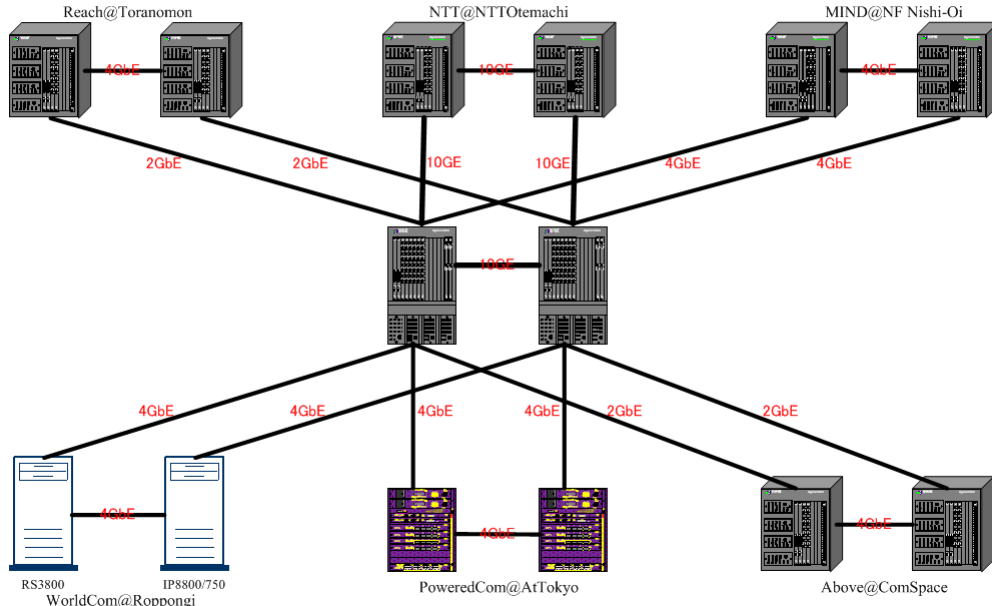 Reach@Toranomon
NTT@NTTOtemachi
MIND@NF Nishi-Oi
4GbE
10GE
4GbE
2GbE
2GbE
10GE
10GE
4GbE
4GbE
10GE
4GbE
4GbE
4GbE
4GbE
2GbE
2GbE
4GbE
4GbE
4GbE
RS3800
IP8800/750
WorldCom@Roppongi
PoweredCom@AtTokyo
Above@ComSpace